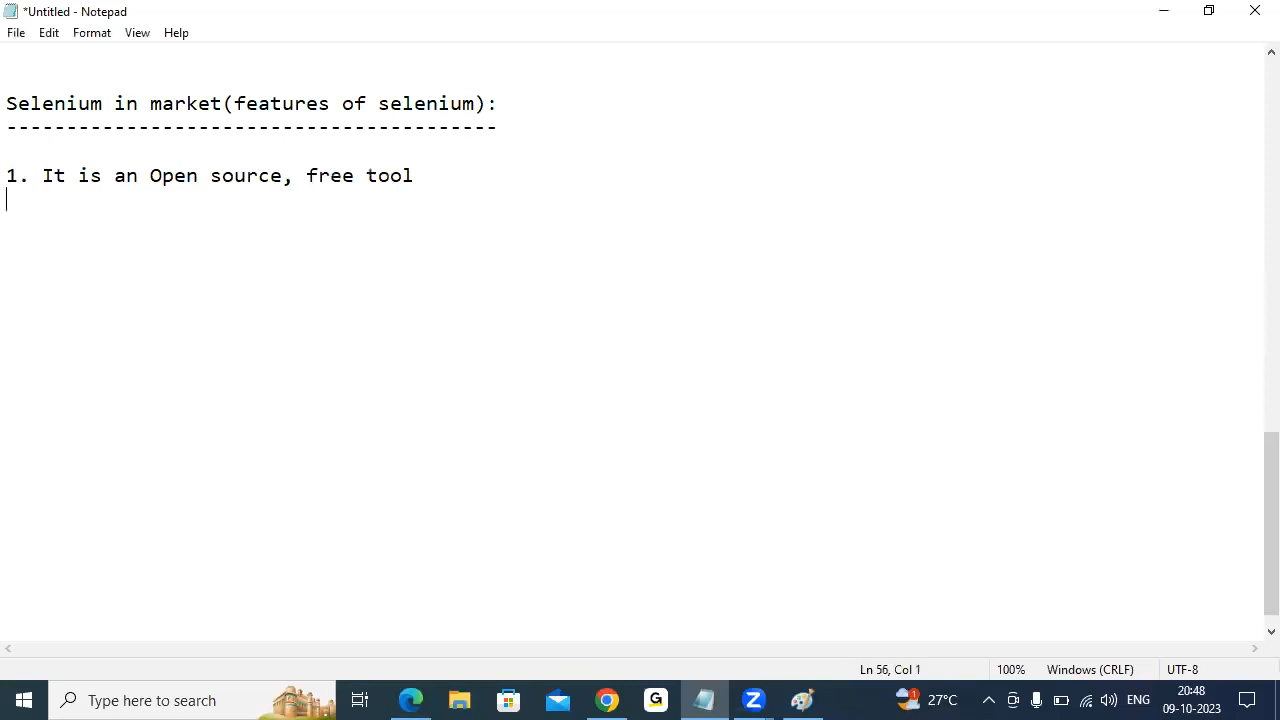 *Untitled - Notepad
File Edit Format View Help
Selenium in market(features of selenium):
-----------------------------------------
1. It is an Open source, free tool
Ln 56, Col 1 100% Windows (CRLF) UTF-8
Type here to search
G
Z
1
27°C
ENG
20:48
09-10-2023